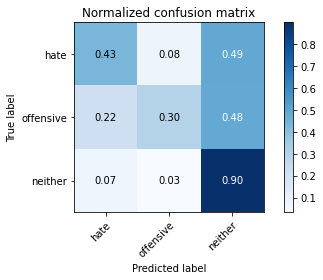 Normalized confusion matrix
True label
hate
0.43 0.08 0.49
offensive
0.22 0.30 0.48
neither
0.07 0.03 0.90
hate
offensive
neither
Predicted label
0.8
0.7
0.6
0.5
0.4
0.3
0.2
0.1